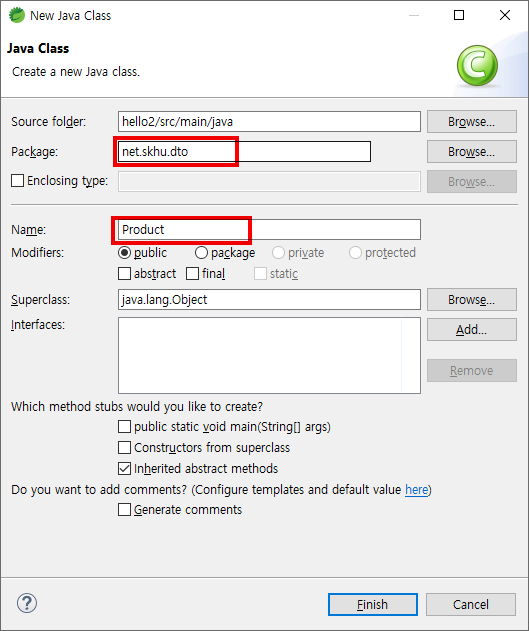 New Java Class
Java Class
Create a new Java class.
C
Source folder: hello2/src/main/java Browse...
Package: net.skhu.dto Browse...
Enclosing type: Browse...
Name: Product
Modifiers: public package private protected
abstract final static
Superclass: java.lang.Object Browse...
Interfaces: Add...
Remove
Which method stubs would you like to create?
public static void main(String[] args)
Constructors from superclass
Inherited abstract methods
Do you want to add comments? (Configure templates and default value here)
Generate comments
? Finish Cancel